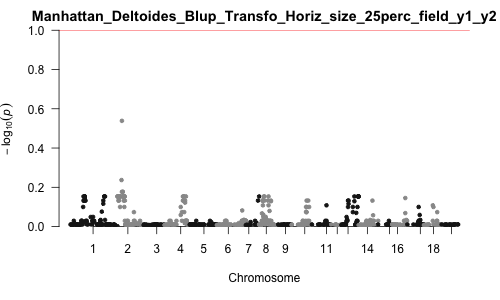 Manhattan_Deltoides_Blup_Transfo_Horiz_size_25perc_field_y1_y2
1.0
0.8
0.6
0.4
0.2
0.0
− log10(p)
1 2 3 4 5 6 7 8 9 11 14 16 18
Chromosome